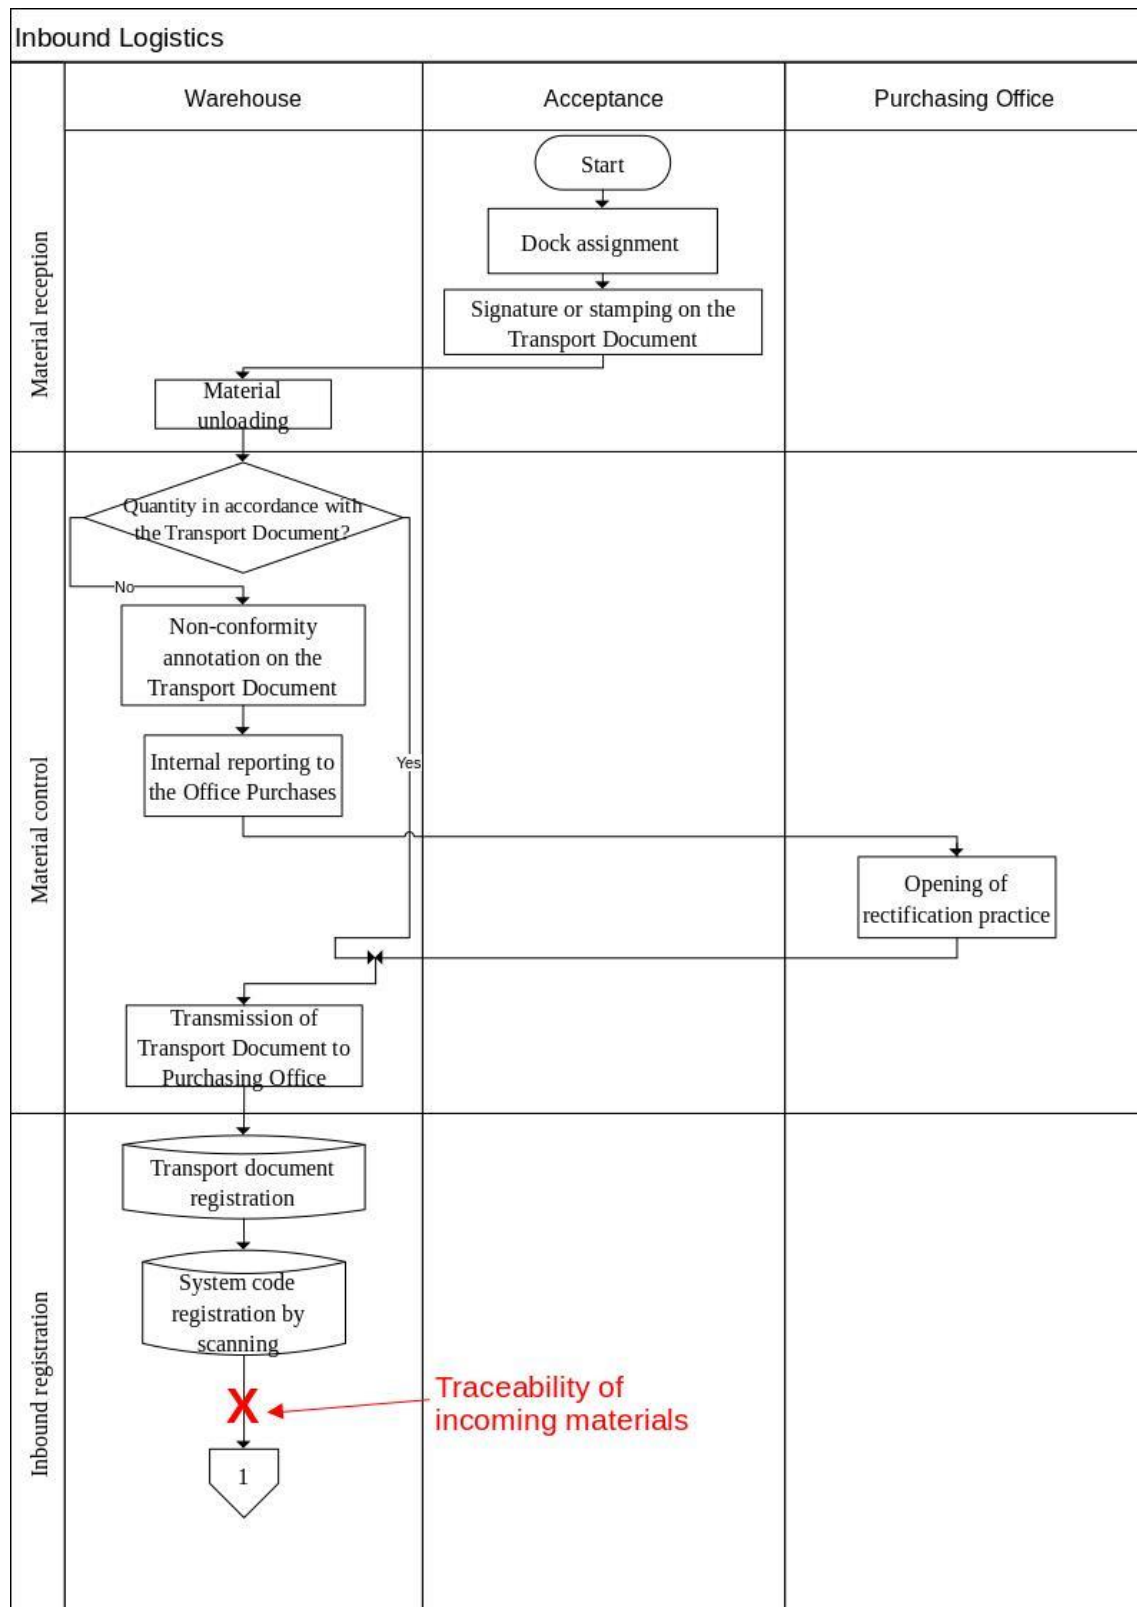 Inbound Logistics
Warehouse
Acceptance
Purchasing Office
Material reception
Start
Dock assignment
Signature or stamping on the
Transport Document
Material
unloading
Material control
Quantity in accordance with
the Transport Document?
No
Non-conformity
annotation on the
Transport Document
Internal reporting to
the Office Purchases
Yes
Opening of
rectification practice
Transmission of
Transport Document to
Purchasing Office
Inbound registration
Transport document
registration
System code
registration by
scanning
X
Traceability of
incoming materials
1